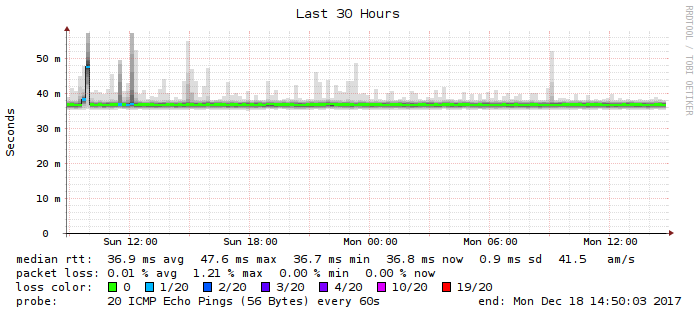 Last 30 Hours
RRDTOOL / TOBI OETIKER
Seconds
50 m
40 m
30 m
20 m
10 m
0
Sun 12:00 Sun 18:00 Mon 00:00 Mon 06:00 Mon 12:00
median rtt: 36.9 ms avg 47.6 ms max 36.7 ms min 36.8 ms now 0.9 ms sd 41.5 am/s
packet loss: 0.01 % avg 1.21 % max 0.00 % min 0.00 % now
loss color: 0 1/20 2/20 3/20 4/20 10/20 19/20
probe: 20 ICMP Echo Pings (56 Bytes) every 60s end: Mon Dec 18 14:50:03 2017